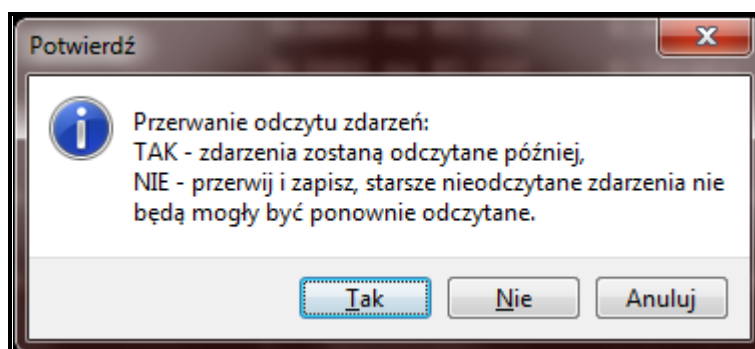 Potwierdź
Przerwanie odczytu zdarzeń:
TAK - zdarzenia zostaną odczytane później,
NIE - przerwij i zapisz, starsze nieodczytane zdarzenia nie
będą mogły być ponownie odczytane.
Tak
Nie
Anuluj